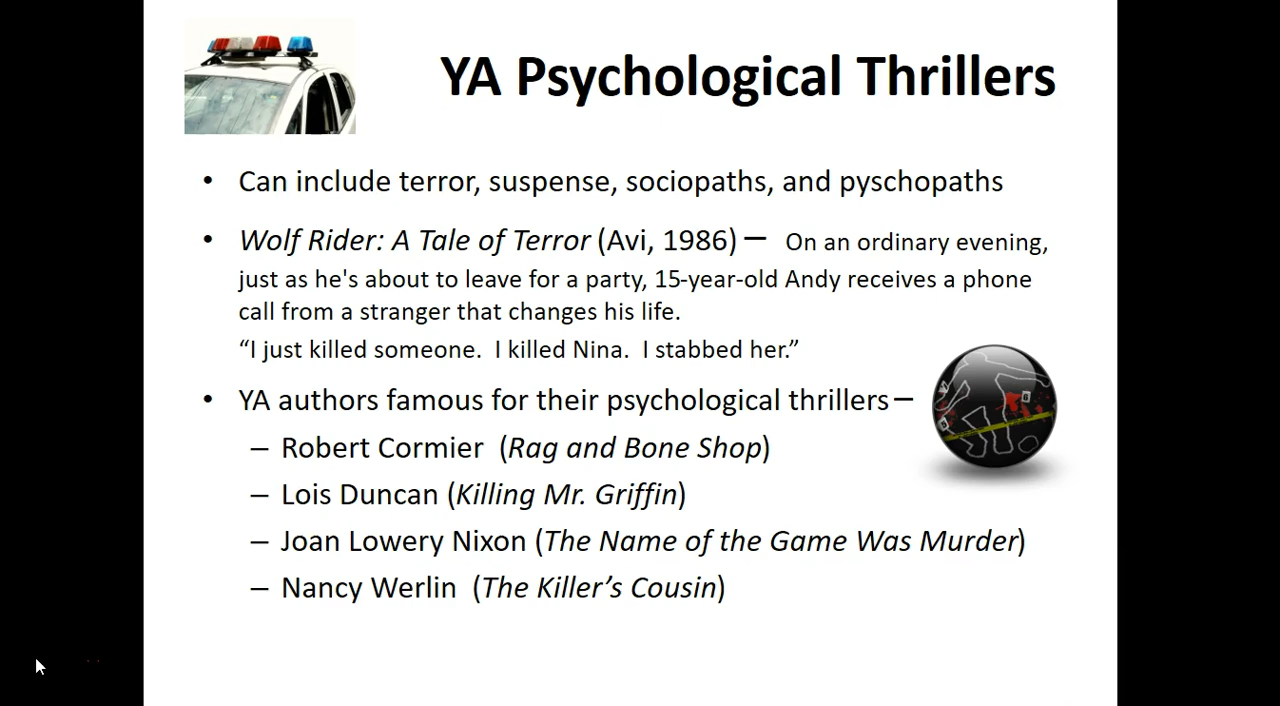 YA Psychological Thrillers
• Can include terror, suspense, sociopaths, and pyschopaths
• Wolf Rider: A Tale of Terror (Avi, 1986) – On an ordinary evening,
just as he's about to leave for a party, 15-year-old Andy receives a phone
call from a stranger that changes his life.
“I just killed someone.  I killed Nina.  I stabbed her.”
• YA authors famous for their psychological thrillers –
– Robert Cormier  (Rag and Bone Shop)
– Lois Duncan (Killing Mr. Griffin)
– Joan Lowery Nixon (The Name of the Game Was Murder)
– Nancy Werlin  (The Killer’s Cousin)